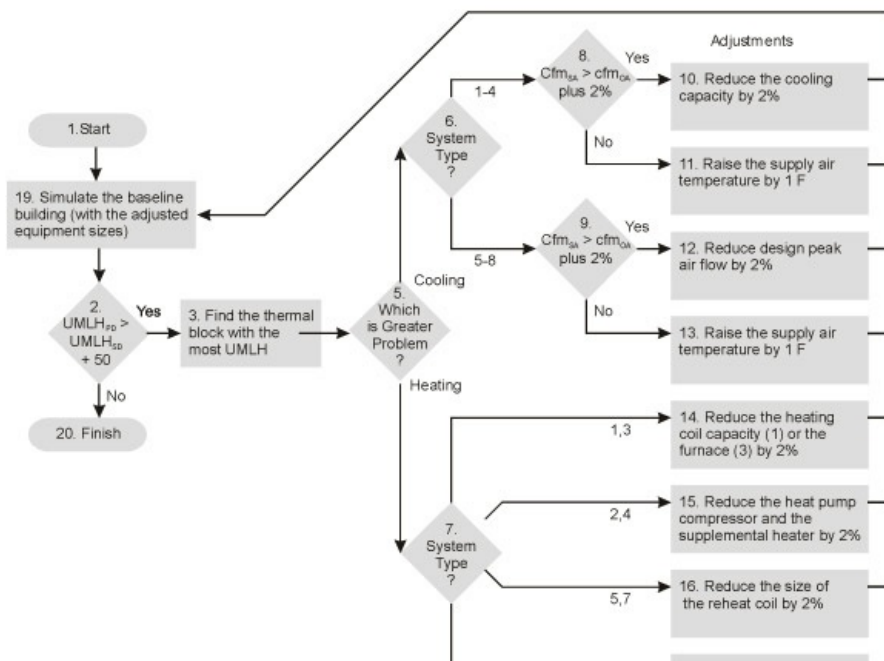 Adjustments
1.Start
19. Simulate the baseline
building (with the adjusted
equipment sizes)
2.
UMLH_PD >
UMLH_SD
+ 50
Yes
No
20. Finish
3. Find the thermal
block with the
most UMLH
5.
Which
is Greater
Problem
?
Cooling
Heating
6.
System
Type
?
1-4
5-8
8.
Cfm_SA > cfm_OA
plus 2%
Yes
No
9.
Cfm_SA > cfm_OA
plus 2%
Yes
No
10. Reduce the cooling
capacity by 2%
11. Raise the supply air
temperature by 1 F
12. Reduce design peak
air flow by 2%
13. Raise the supply air
temperature by 1 F
7.
System
Type
?
1,3
2,4
5,7
14. Reduce the heating
coil capacity (1) or the
furnace (3) by 2%
15. Reduce the heat pump
compressor and the
supplemental heater by 2%
16. Reduce the size of
the reheat coil by 2%